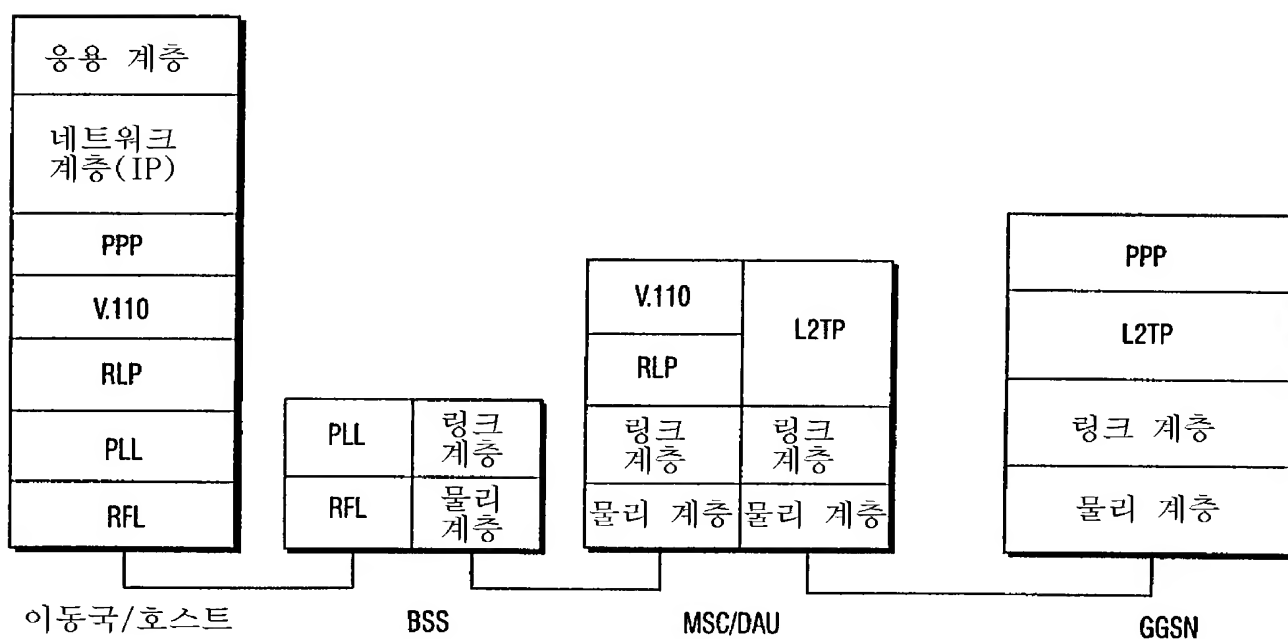 응용 계층
네트워크
계층(IP)
PPP
V.110
RLP
PLL
RFL
이동국/호스트
PLL
링크
계층
RFL
물리
계층
BSS
V.110
RLP
L2TP
링크
계층
링크
계층
물리 계층
물리 계층
MSC/DAU
PPP
L2TP
링크 계층
물리 계층
GGSN